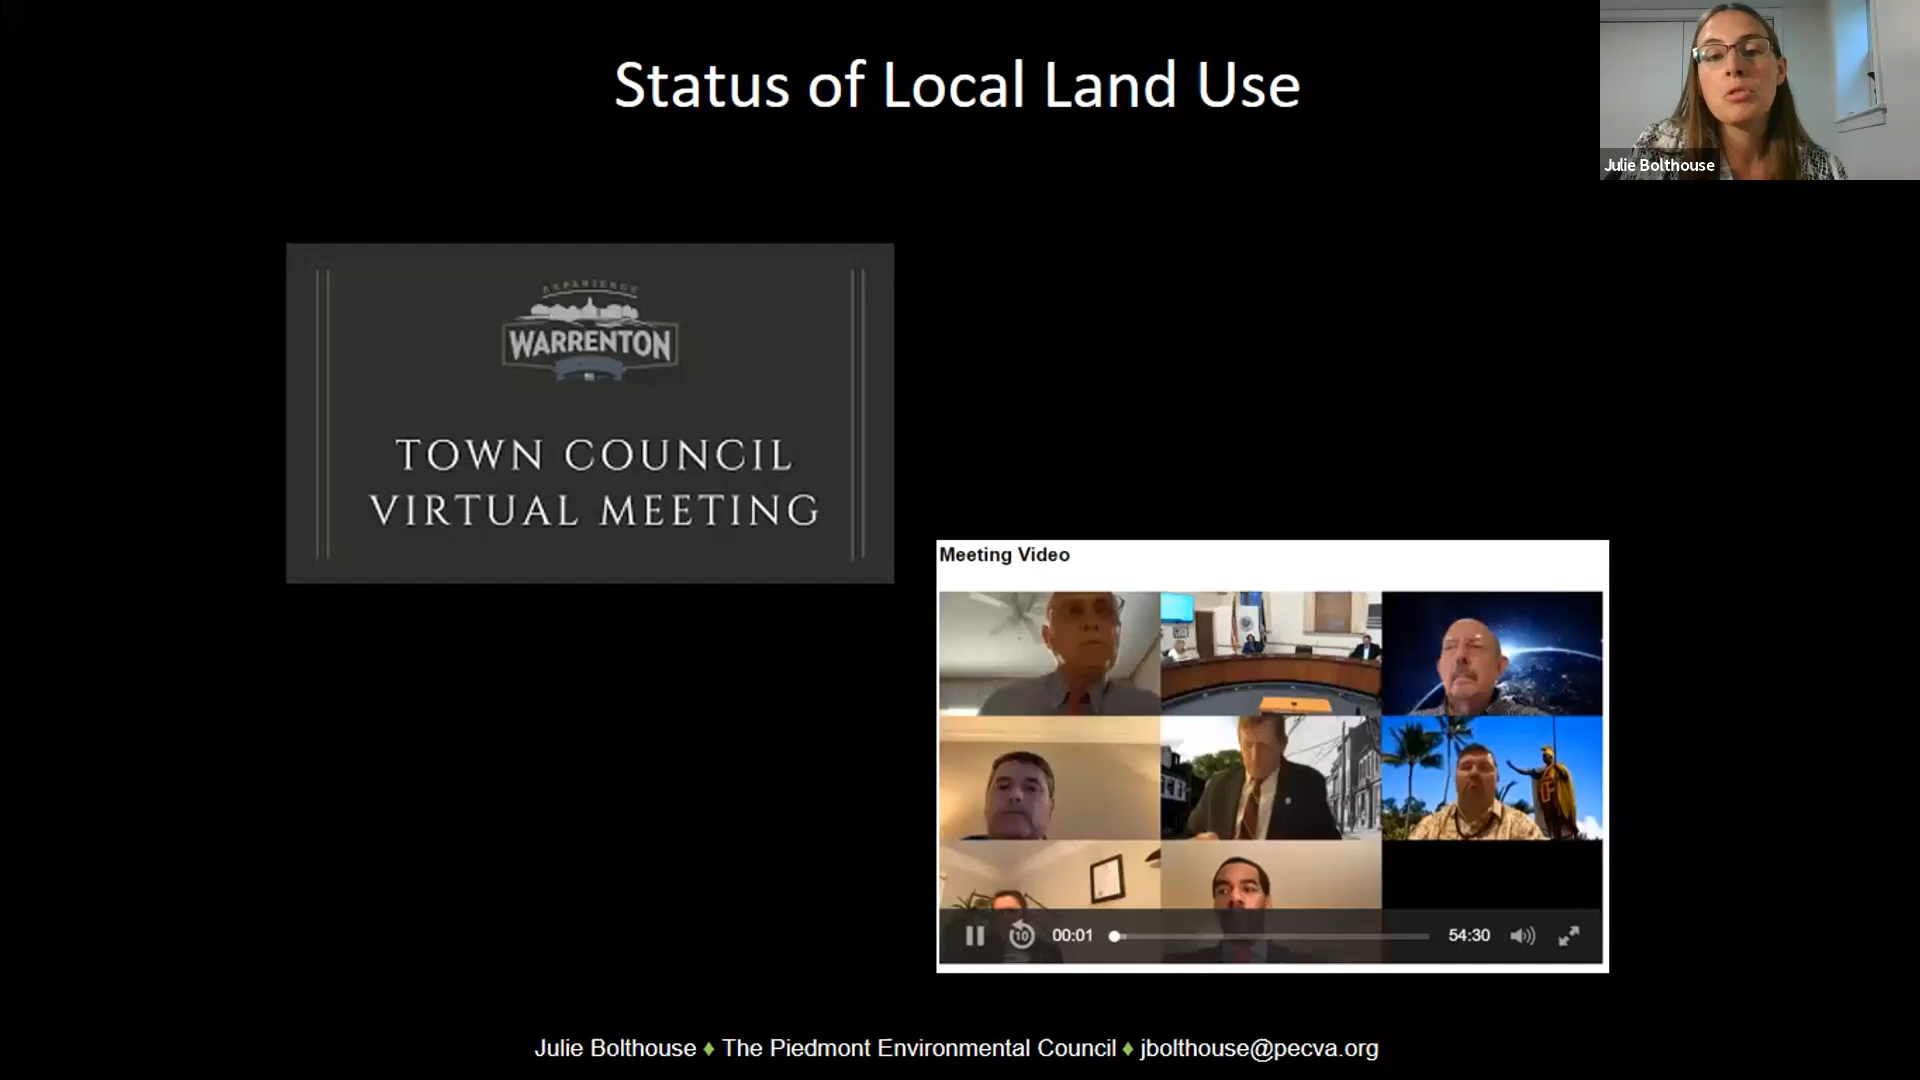 Status of Local Land Use
Julie Bolthouse
EXPERIENCE
WARRENTON
TOWN COUNCIL
VIRTUAL MEETING
Meeting Video
10
00:01
54:30
Julie Bolthouse ♦ The Piedmont Environmental Council ♦ jbolthouse@pecva.org